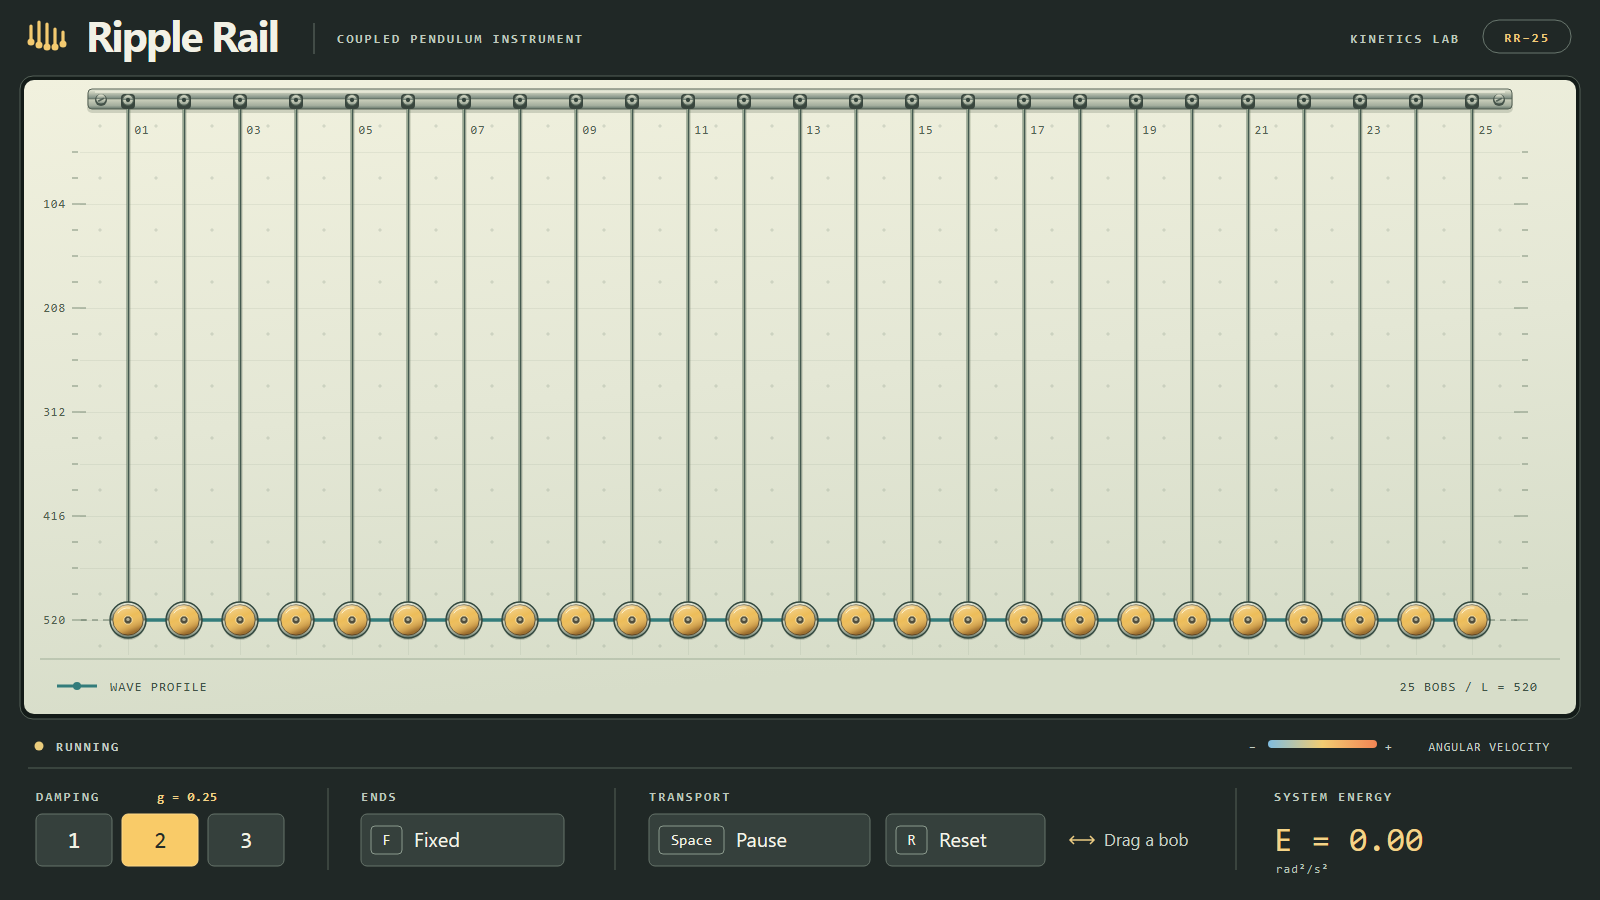 Ripple Rail
COUPLED PENDULUM INSTRUMENT
KINETICS LAB
RR-25
01 03 05 07 09 11 13 15 17 19 21 23 25
104
208
312
416
520
WAVE PROFILE
25 BOBS / L = 520
RUNNING
- +
ANGULAR VELOCITY
DAMPING g = 0.25
1 2 3
ENDS
F Fixed
TRANSPORT
Space Pause
R Reset
Drag a bob
SYSTEM ENERGY
E = 0.00
rad²/s²